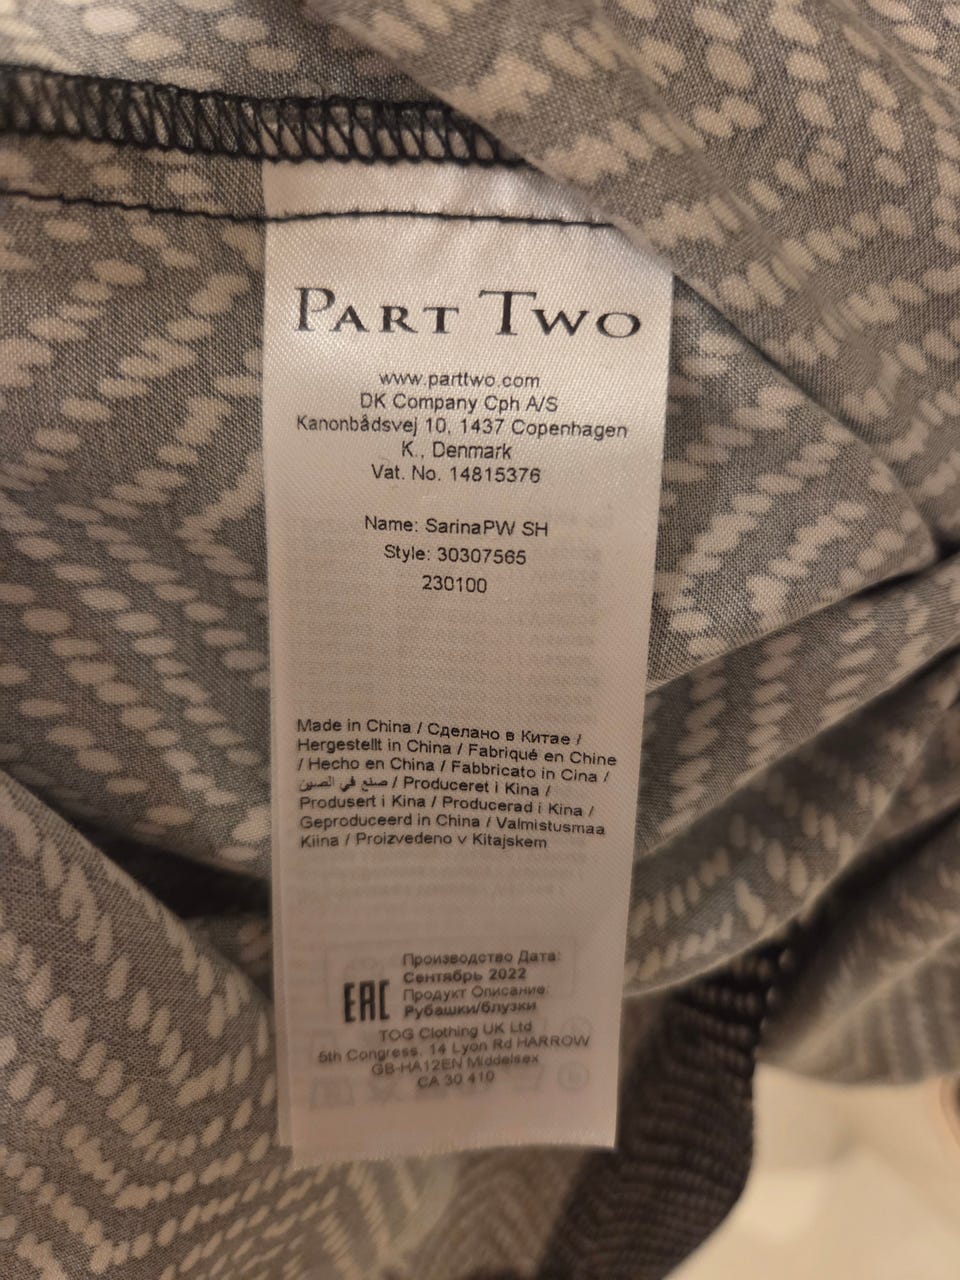 PART TWO
www.parttwo.com
DK Company Cph A/S
Kanonbådsvej 10, 1437 Copenhagen
K., Denmark
Vat. No. 14815376
Name: SarinaPW SH
Style: 30307565
230100
Made in China / Сделано в Китае /
Hergestellt in China / Fabriqué en Chine
/ Hecho en China / Fabbricato in Cina /
صنع في الصين / Produceret i Kina /
Produsert i Kina / Producerad i Kina /
Geproduceerd in China / Valmistusmaa
Kiina / Proizvedeno v Kitajskem
EAC
Производство Дата:
Сентябрь 2022
Продукт Описание:
Рубашки/блузки
TOG Clothing UK Ltd
5th Congress, 14 Lyon Rd HARROW
GB-HA12EN Middelsex
CA 30 410